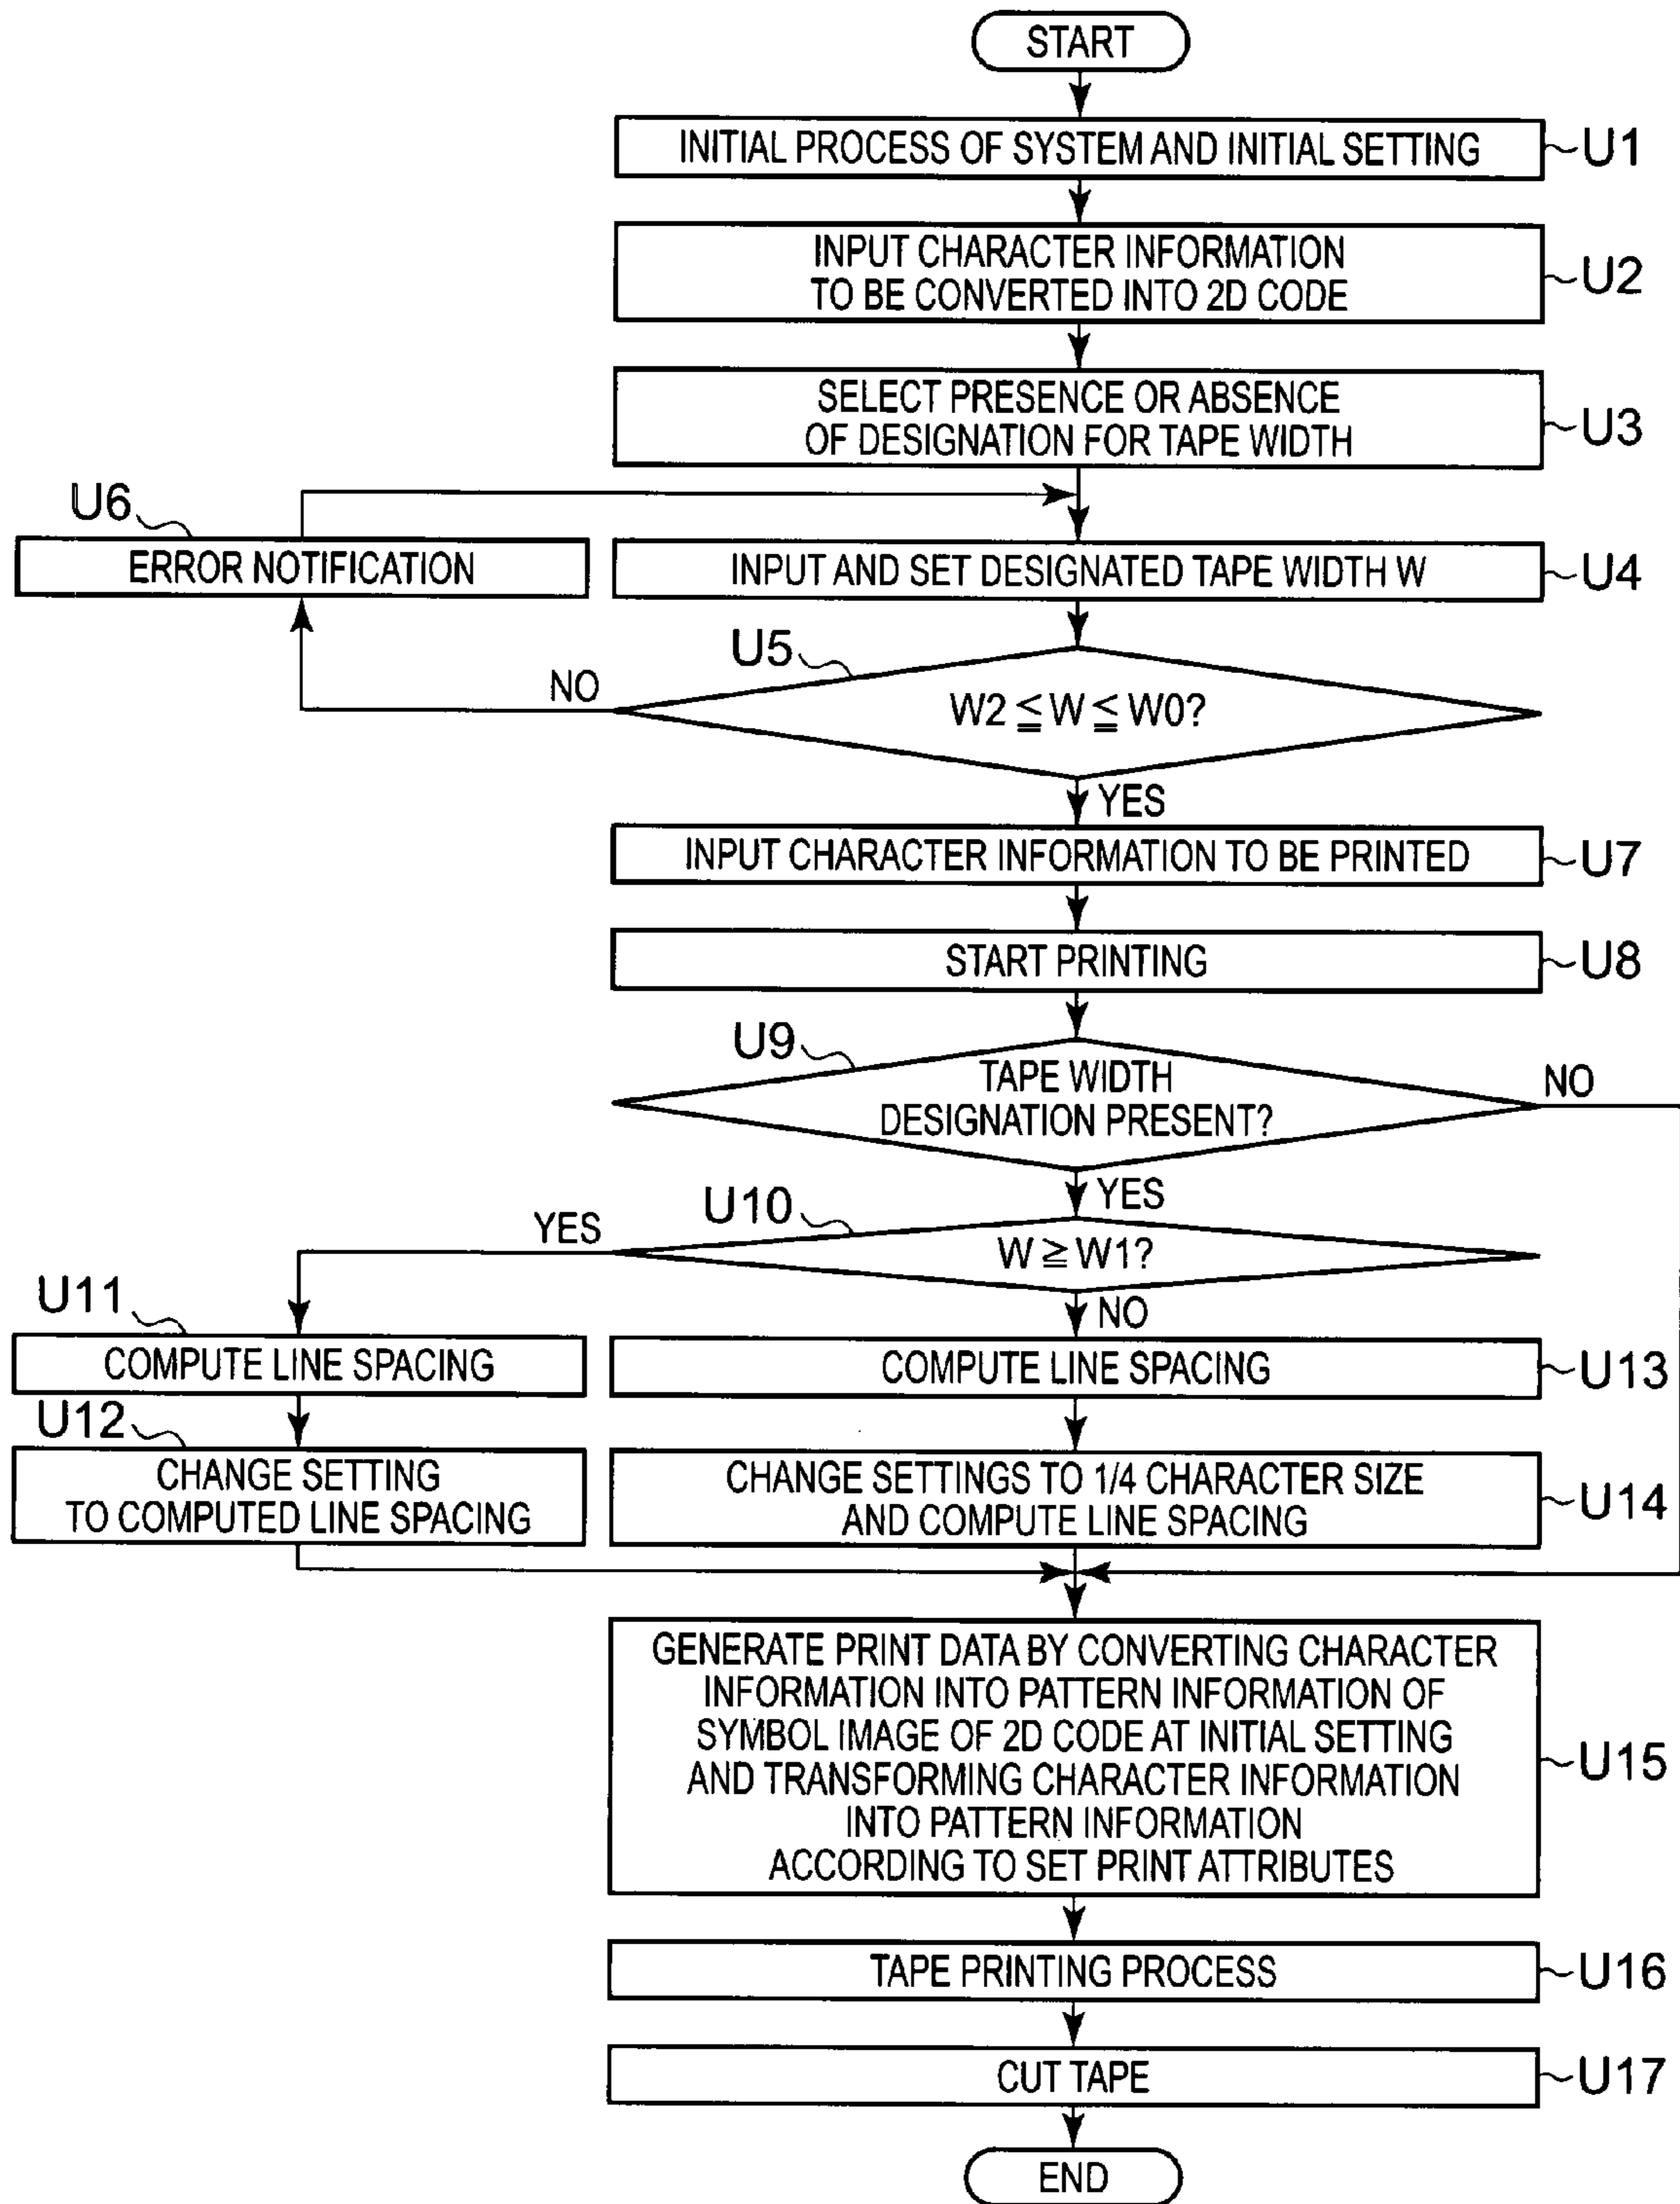 START
INITIAL PROCESS OF SYSTEM AND INITIAL SETTING
U1
INPUT CHARACTER INFORMATION
TO BE CONVERTED INTO 2D CODE
U2
SELECT PRESENCE OR ABSENCE
OF DESIGNATION FOR TAPE WIDTH
U3
U6
ERROR NOTIFICATION
INPUT AND SET DESIGNATED TAPE WIDTH W
U4
U5
NO
W2 ≦ W ≦ W0?
YES
INPUT CHARACTER INFORMATION TO BE PRINTED
U7
START PRINTING
U8
U9
TAPE WIDTH
DESIGNATION PRESENT?
NO
YES
U10
YES
W ≧ W1?
NO
U11
COMPUTE LINE SPACING
COMPUTE LINE SPACING
U13
U12
CHANGE SETTING
TO COMPUTED LINE SPACING
CHANGE SETTINGS TO 1/4 CHARACTER SIZE
AND COMPUTE LINE SPACING
U14
GENERATE PRINT DATA BY CONVERTING CHARACTER
INFORMATION INTO PATTERN INFORMATION OF
SYMBOL IMAGE OF 2D CODE AT INITIAL SETTING
AND TRANSFORMING CHARACTER INFORMATION
INTO PATTERN INFORMATION
ACCORDING TO SET PRINT ATTRIBUTES
U15
TAPE PRINTING PROCESS
U16
CUT TAPE
U17
END